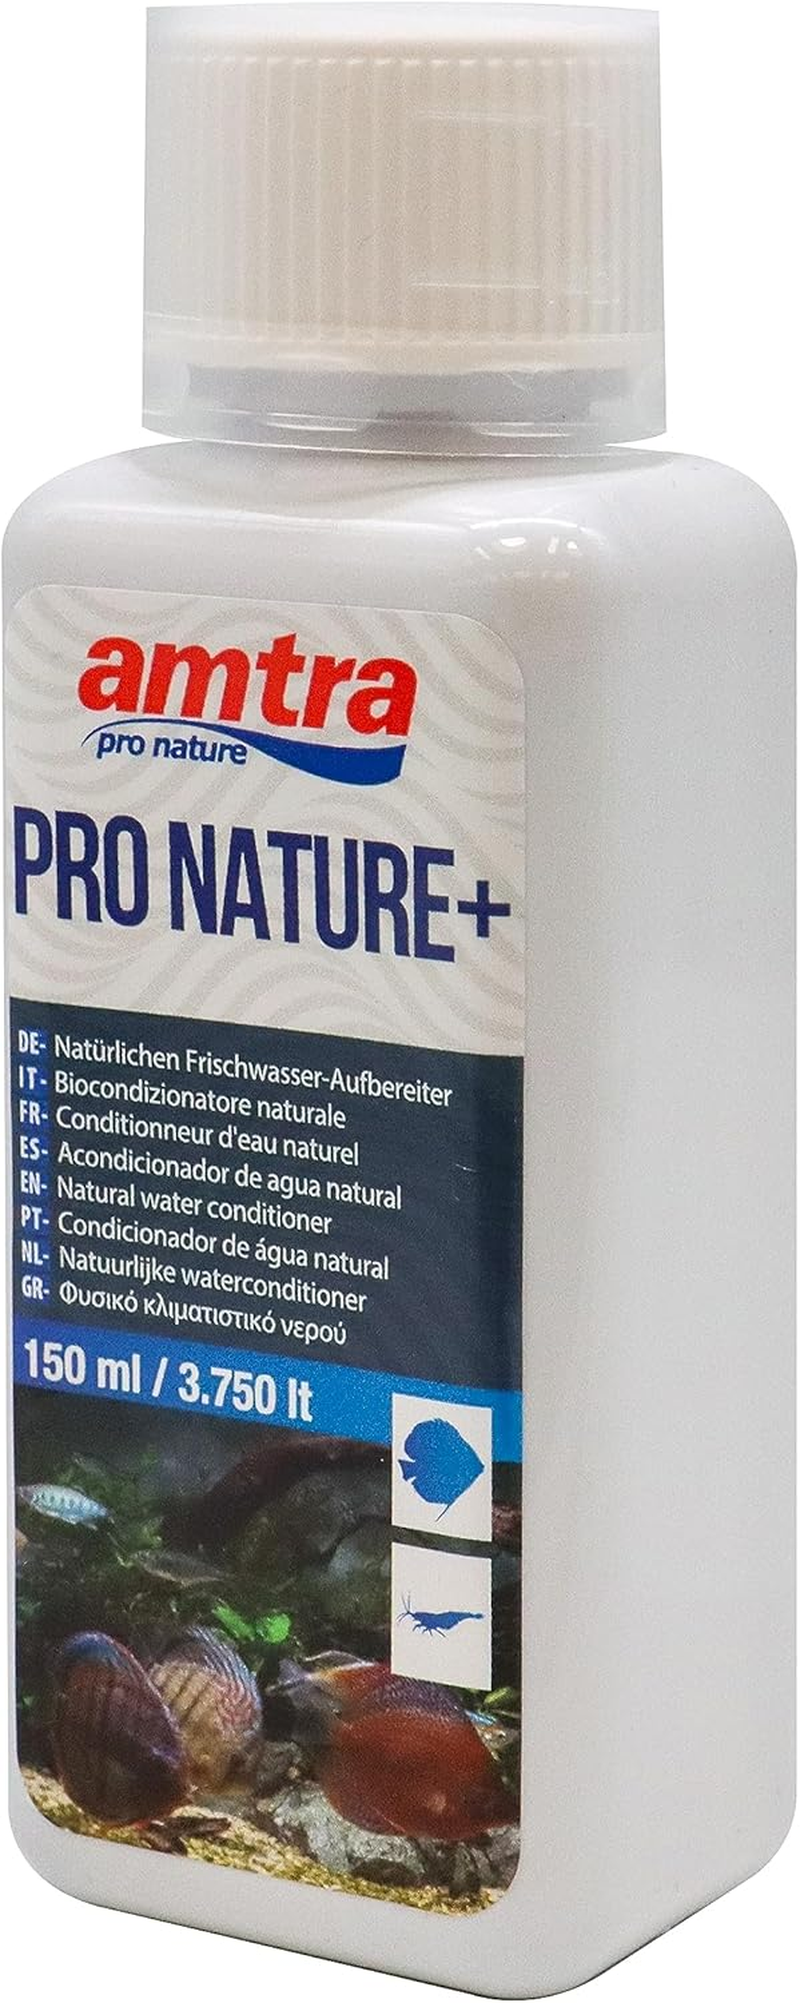 amtra
pro nature
PRO NATURE+
DE- Natürlichen Frischwasser-Aufbereiter
IT- Biocondizionatore naturale
FR- Conditionneur d'eau naturel
ES- Acondicionador de agua natural
EN- Natural water conditioner
PT- Condicionador de água natural
NL- Natuurlijke waterconditioner
GR- Φυσικό κλιματιστικό νερού
150 ml / 3.750 lt